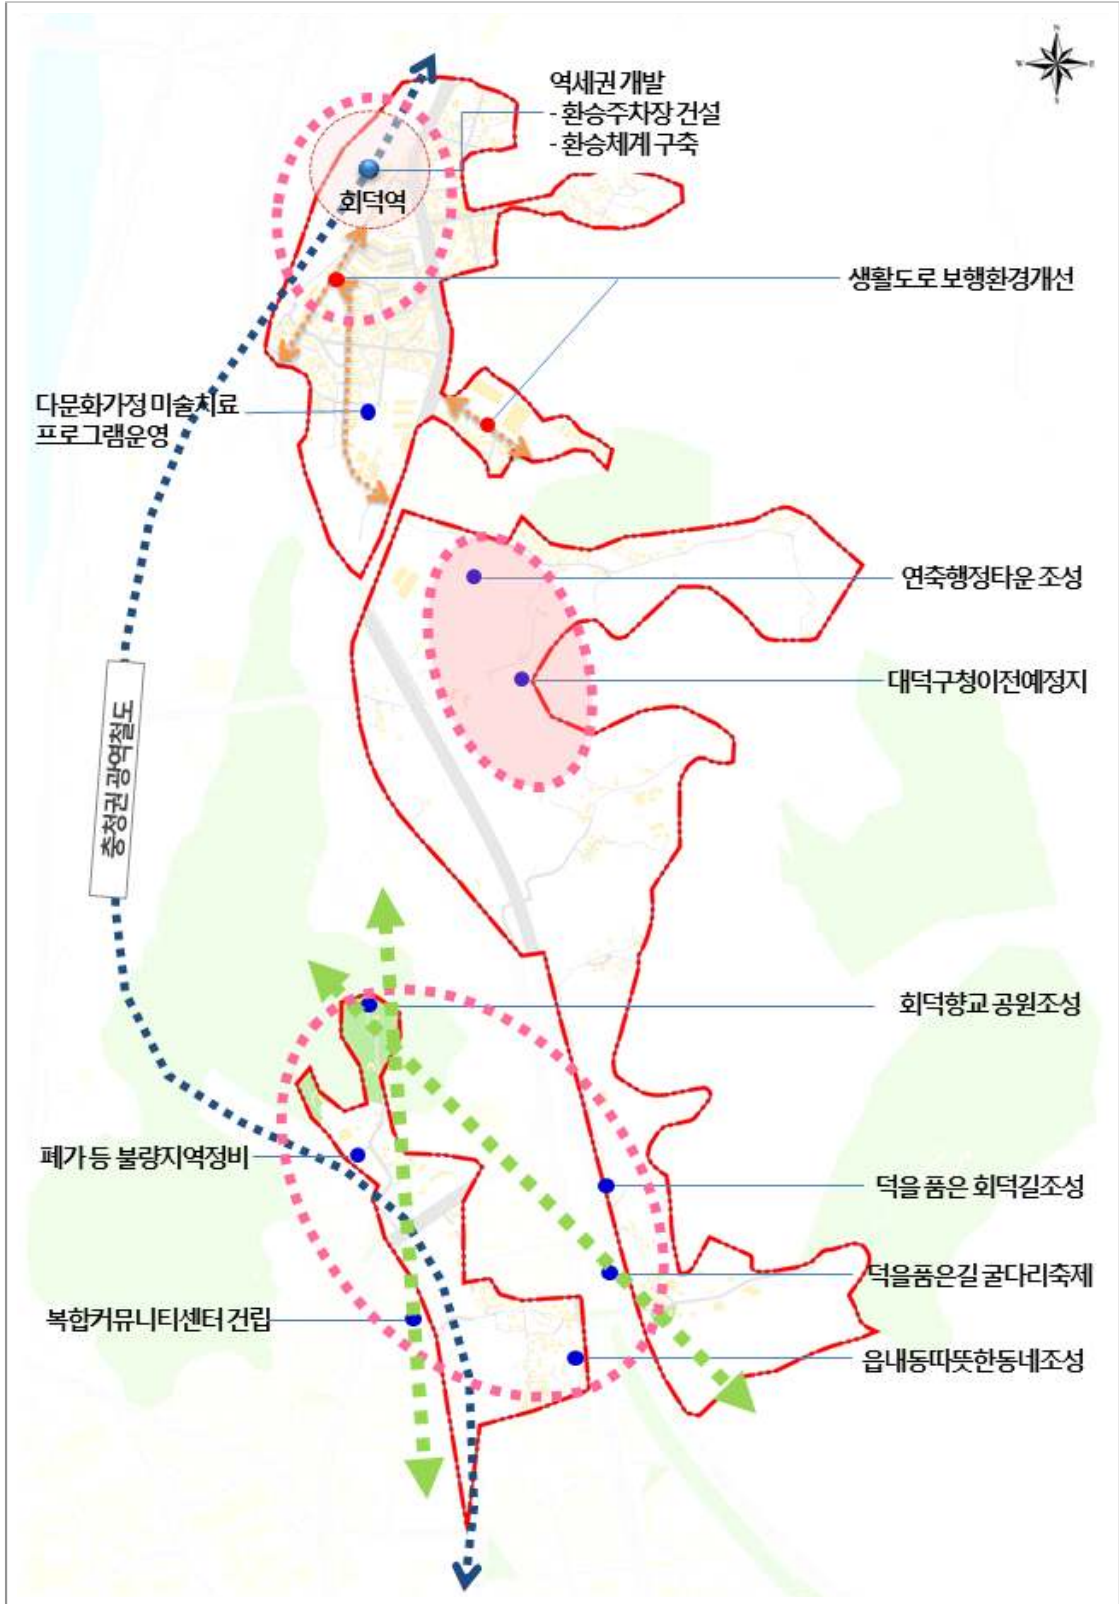 N
W
E
S
역세권 개발
- 환승주차장 건설
- 환승체계 구축
회덕역
생활도로 보행환경개선
다문화가정 미술치료
프로그램운영
연축행정타운 조성
대덕구청이전예정지
충청권 광역철도
회덕향교 공원조성
폐가 등 불량지역정비
덕을 품은 회덕길조성
덕을품은길 굴다리축제
복합커뮤니티센터 건립
읍내동따뜻한동네조성